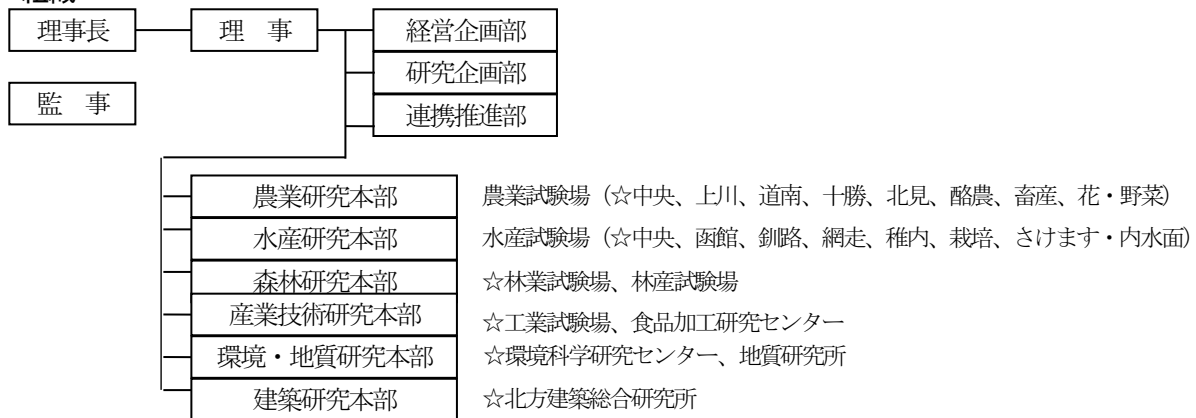 理事長　理　事　経営企画部
研究企画部
監　事
連携推進部
農業研究本部　農業試験場（☆中央、上川、道南、十勝、北見、酪農、畜産、花・野菜）
水産研究本部　水産試験場（☆中央、函館、釧路、網走、稚内、栽培、さけます・内水面）
森林研究本部　☆林業試験場、林産試験場
産業技術研究本部　☆工業試験場、食品加工研究センター
環境・地質研究本部　☆環境科学研究センター、地質研究所
建築研究本部　☆北方建築総合研究所